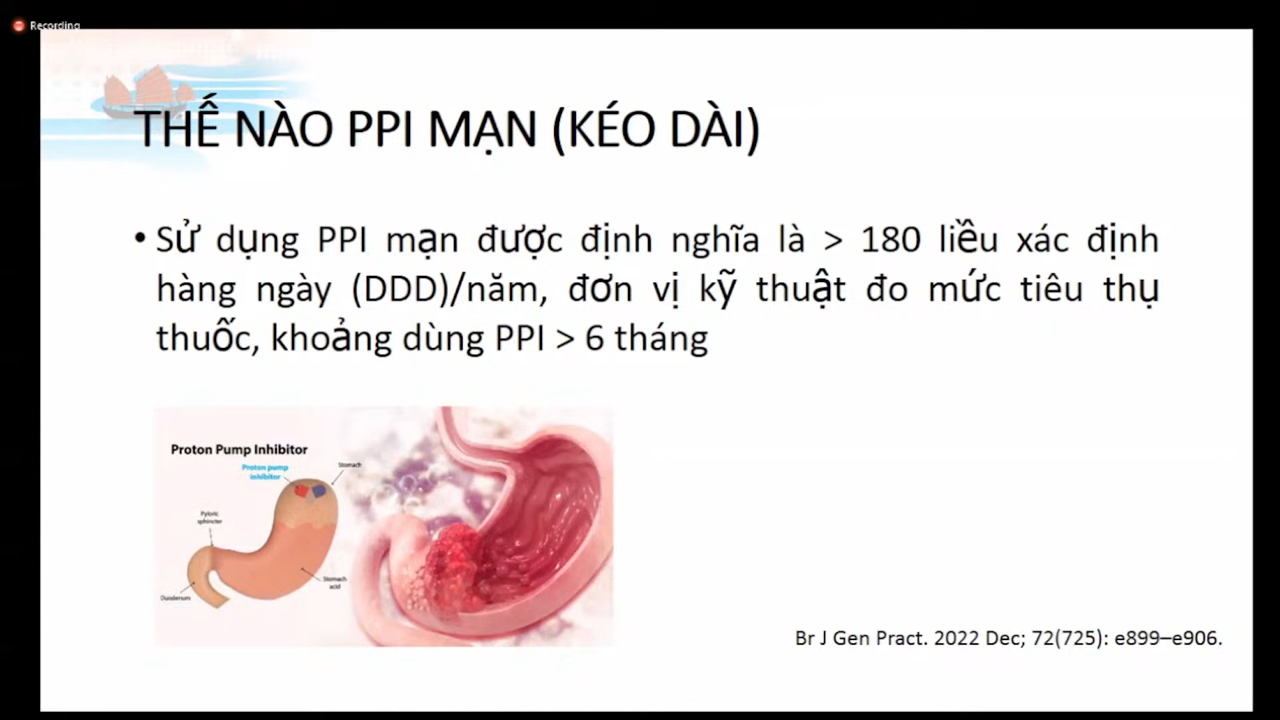 Recording
THẾ NÀO PPI MẠN (KÉO DÀI)
• Sử dụng PPI mạn được định nghĩa là > 180 liều xác định
hàng ngày (DDD)/năm, đơn vị kỹ thuật đo mức tiêu thụ
thuốc, khoảng dùng PPI > 6 tháng
Proton Pump Inhibitor
Proton pump
inhibitor
Stomach
Pyloric
sphincter
Stomach
acid
Duodenum
Br J Gen Pract. 2022 Dec; 72(725): e899–e906.